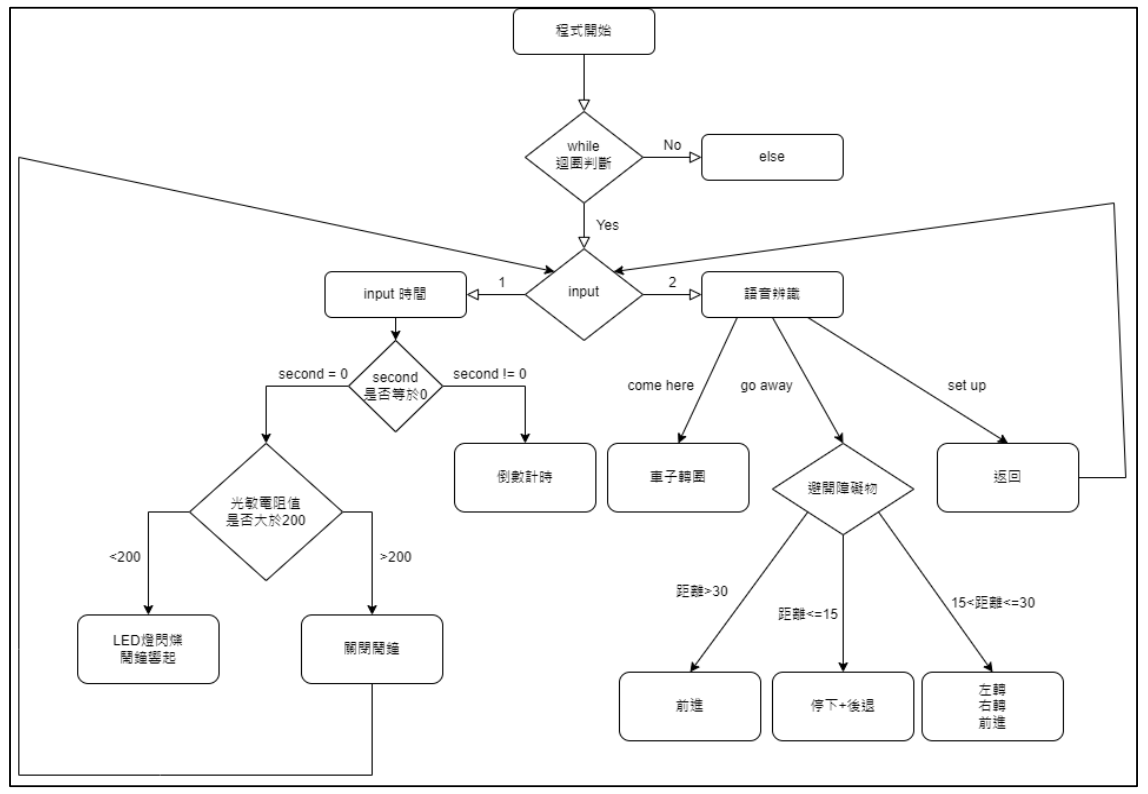 程式開始
while
迴圈判斷
No
else
Yes
input 時間
1
input
2
語音辨識
second = 0
second
是否等於0
second != 0
come here
go away
set up
倒數計時
車子轉圈
避開障礙物
返回
光敏電阻值
是否大於200
<200
>200
距離>30
距離<=15
15<距離<=30
LED燈閃爍
鬧鐘響起
關閉鬧鐘
前進
停下+後退
左轉
右轉
前進